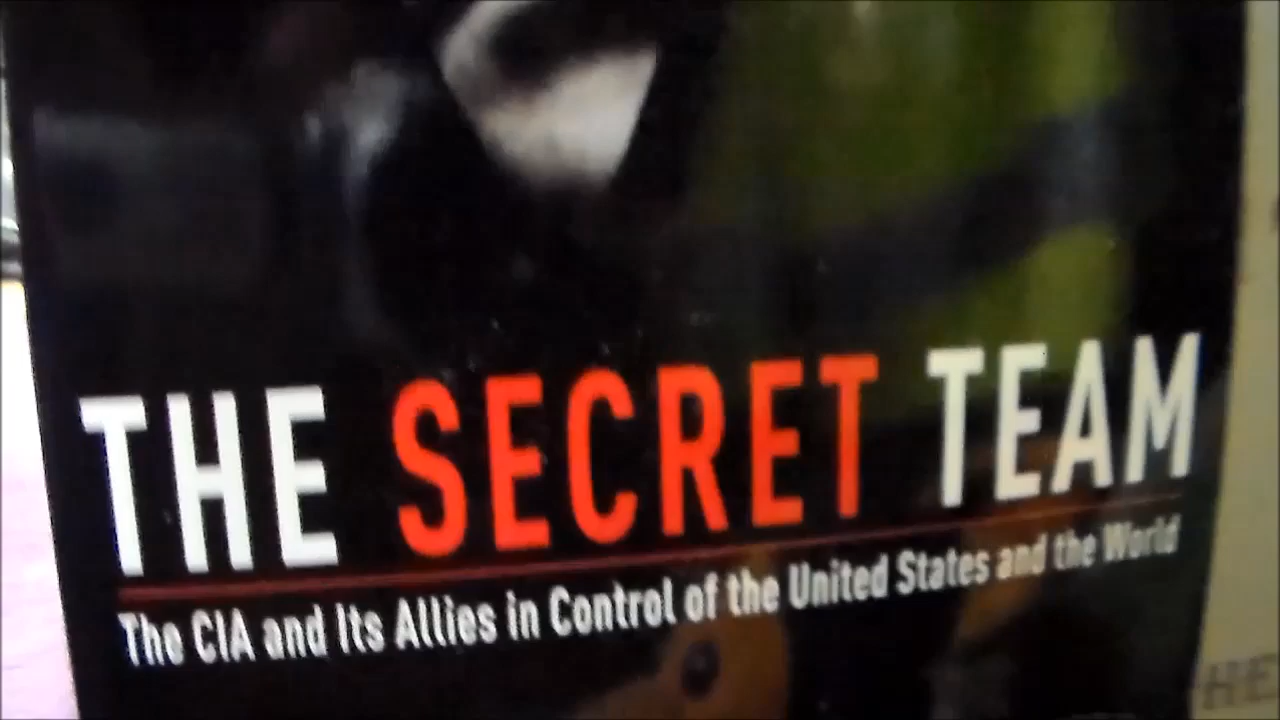 THE SECRET TEAM
The CIA and Its Allies in Control of the United States and the World